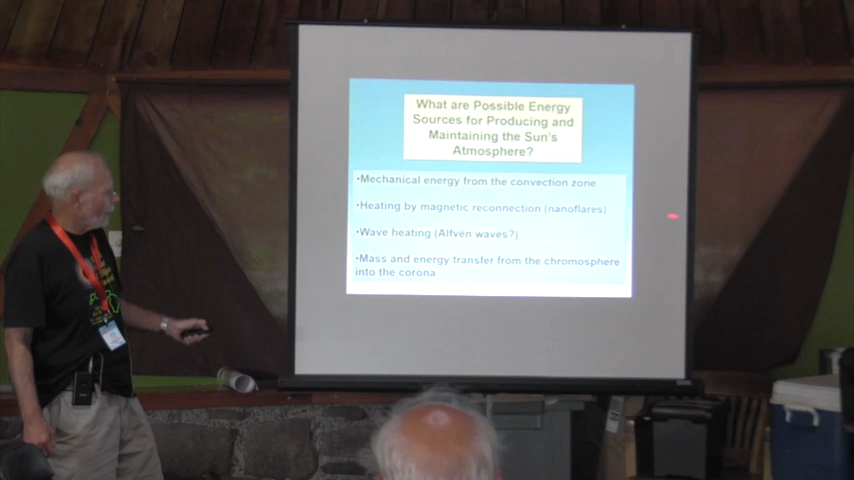 What are Possible Energy
Sources for Producing and
Maintaining the Sun's
Atmosphere?
•Mechanical energy from the convection zone
•Heating by magnetic reconnection (nanoflares)
•Wave heating (Alfvén waves?)
•Mass and energy transfer from the chromosphere
into the corona